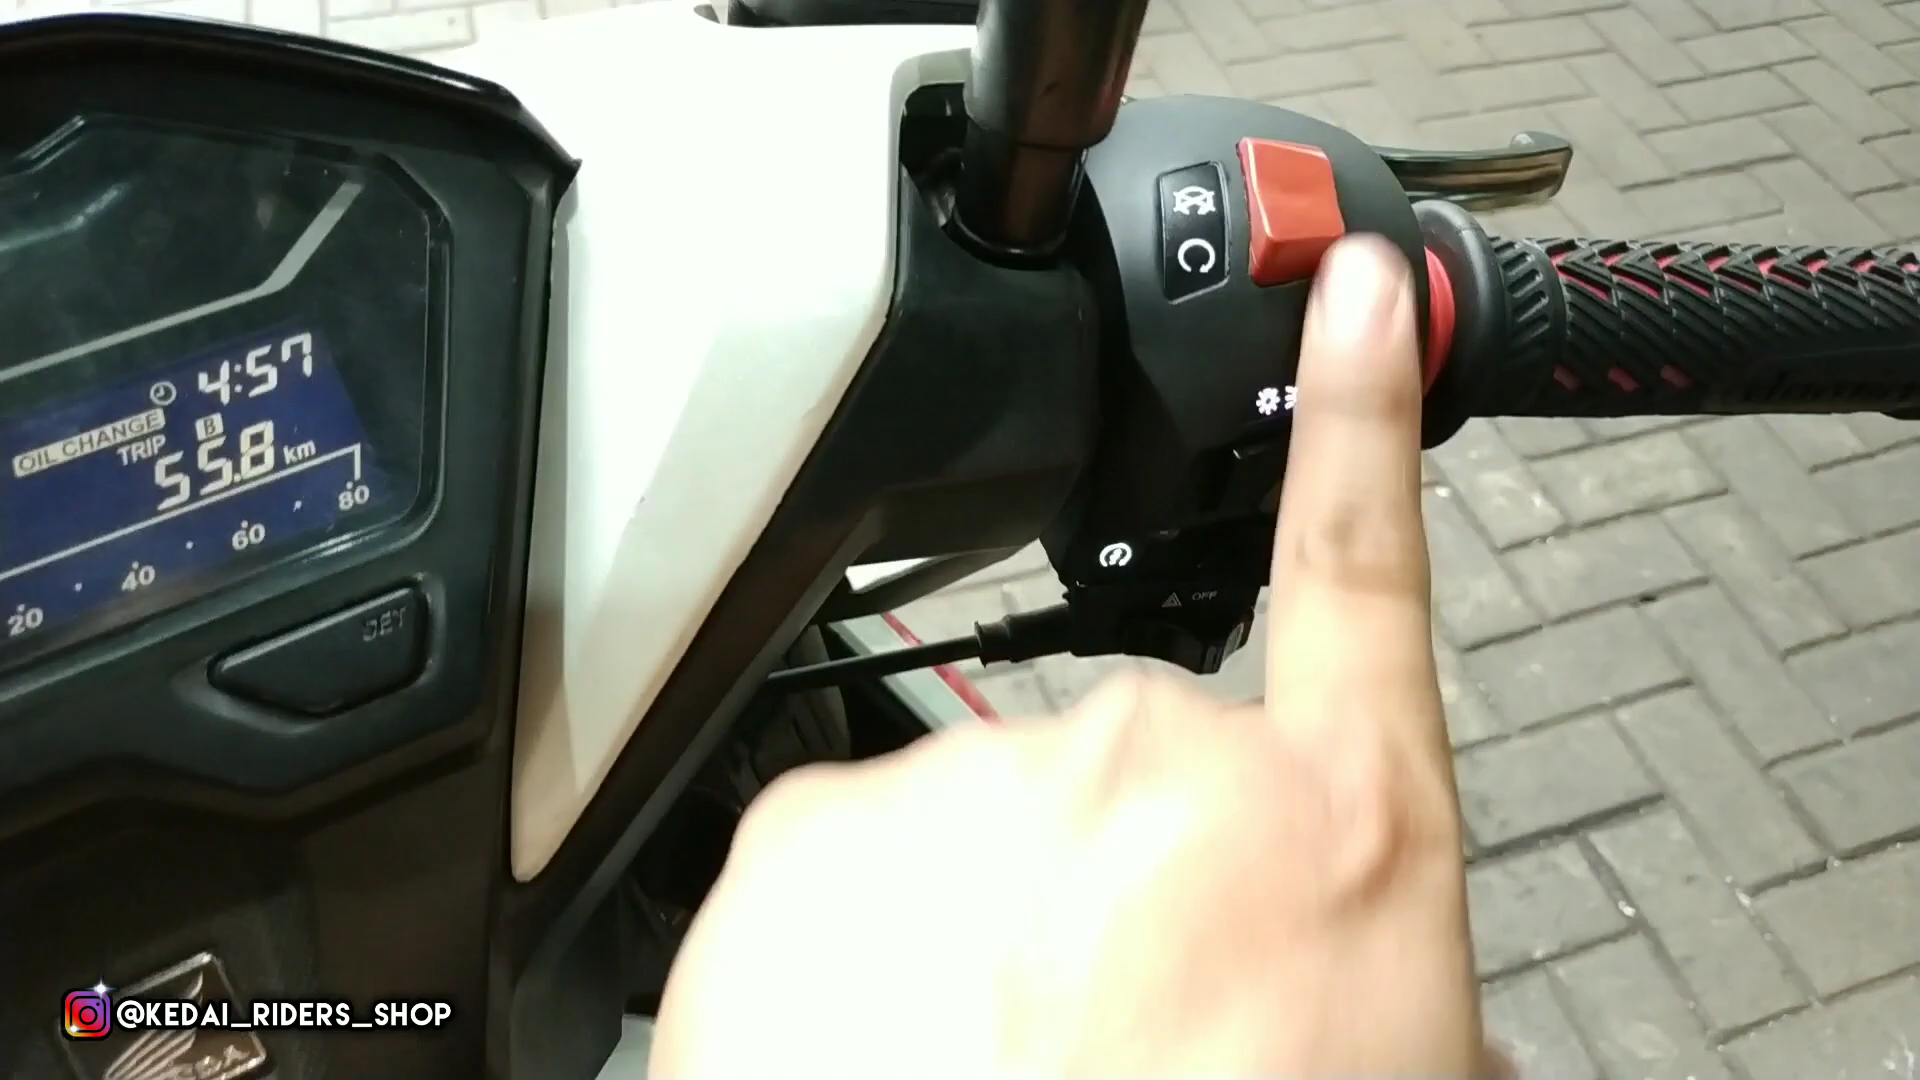 4:57
OIL CHANGE
TRIP B
55.8 km
20 40 60 80
SET
OFF
@KEDAI_RIDERS_SHOP